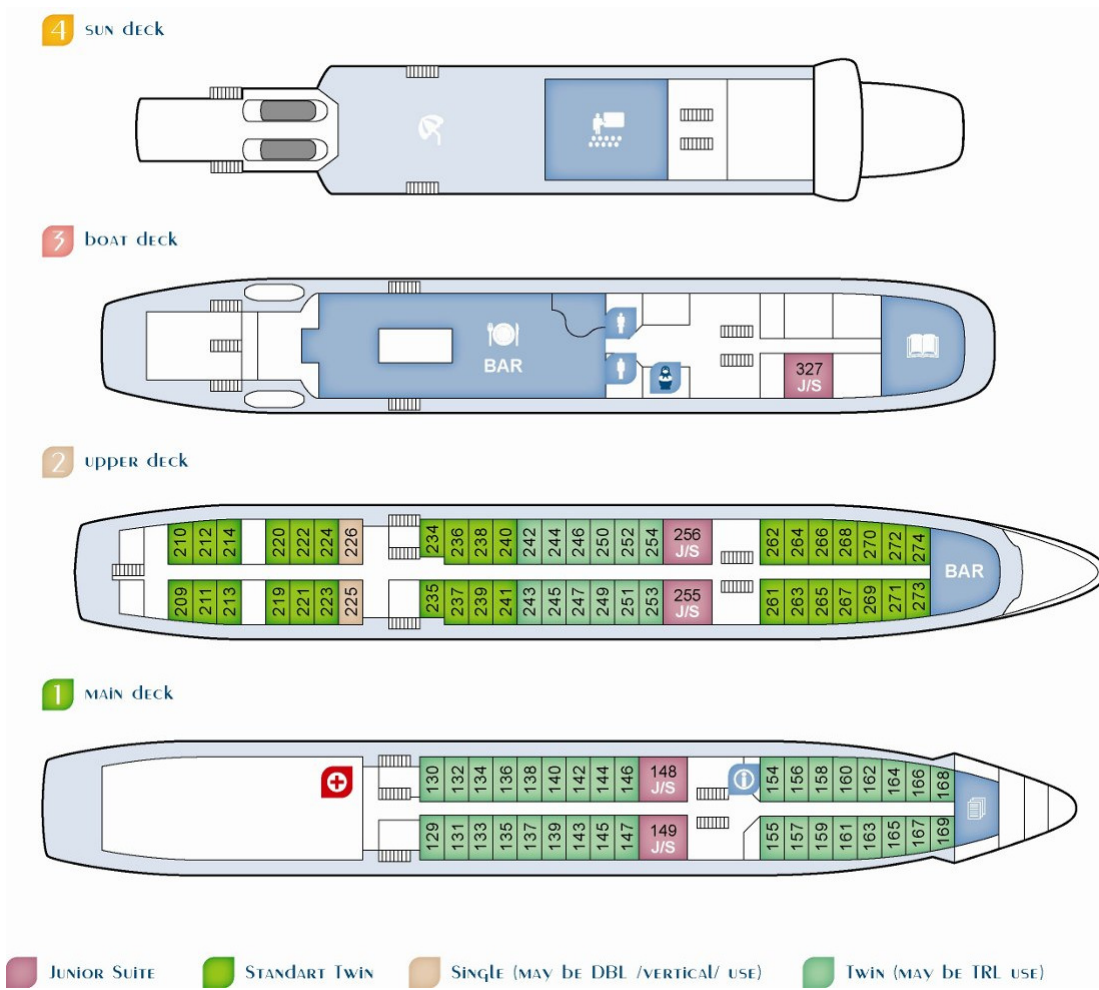 4 SUN DECK
3 BOAT DECK
BAR
327
J/S
2 UPPER DECK
210 212 214 220 222 224 226 234 236 238 240 242 244 246 250 252 254 256 262 264 266 268 270 272 274
J/S
BAR
209 211 213 219 221 223 225 235 237 239 241 243 245 247 249 251 253 255 261 263 265 267 269 271 273
J/S
1 MAIN DECK
130 132 134 136 138 140 142 144 146 148 154 156 158 160 162 164 166 168
J/S
129 131 133 135 137 139 143 145 147 149 155 157 159 161 163 165 167 169
J/S
JUNIOR SUITE STANDART TWIN SINGLE (MAY BE DBL /VERTICAL/ USE) TWIN (MAY BE TRL USE)